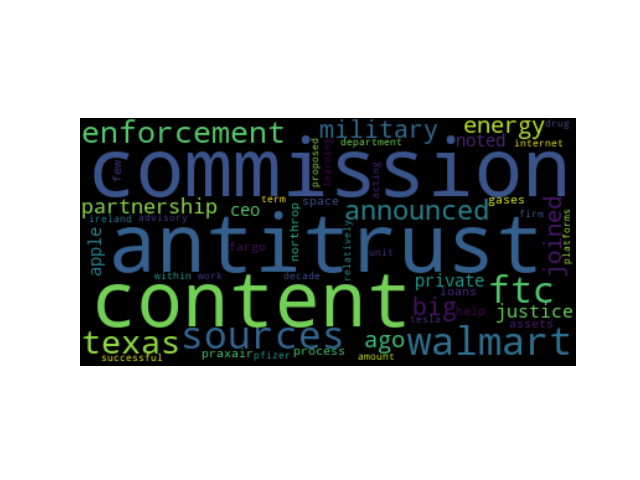 enforcement military energy drug
department noted internet
commission
few proposed learning acting
partnership ceo term space gases
ireland advisory announced firm
antitrust
apple fargo northrop relatively unit joined platforms
within work decade private
content loans ftc
big help justice
tesla assets
texas sources ago walmart
praxair pfizer process
successful amount